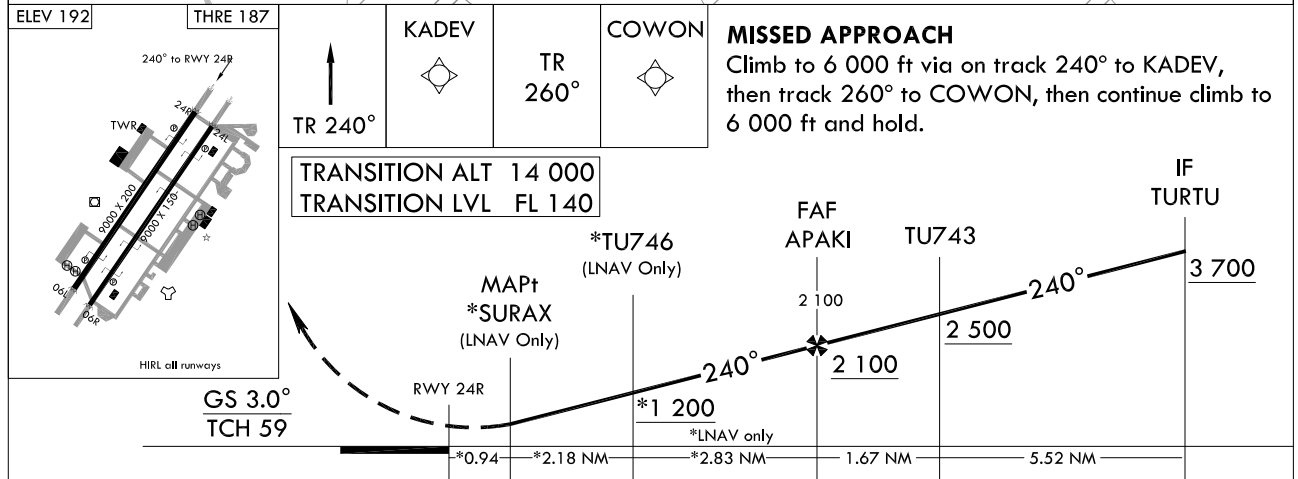 ELEV 192
THRE 187
240° to RWY 24R
24R
24L
TWR
9000 X 200
9000 X 150
06L
06R
HIRL all runways
TR 240°
KADEV
TR
260°
COWON
MISSED APPROACH
Climb to 6 000 ft via on track 240° to KADEV,
then track 260° to COWON, then continue climb to
6 000 ft and hold.
TRANSITION ALT 14 000
TRANSITION LVL FL 140
IF
TURTU
FAF
APAKI
TU743
*TU746
(LNAV Only)
MAPt
*SURAX
(LNAV Only)
2 100
3 700
240°
2 500
240°
2 100
RWY 24R
*1 200
*LNAV only
GS 3.0°
TCH 59
*0.94
*2.18 NM
*2.83 NM
1.67 NM
5.52 NM